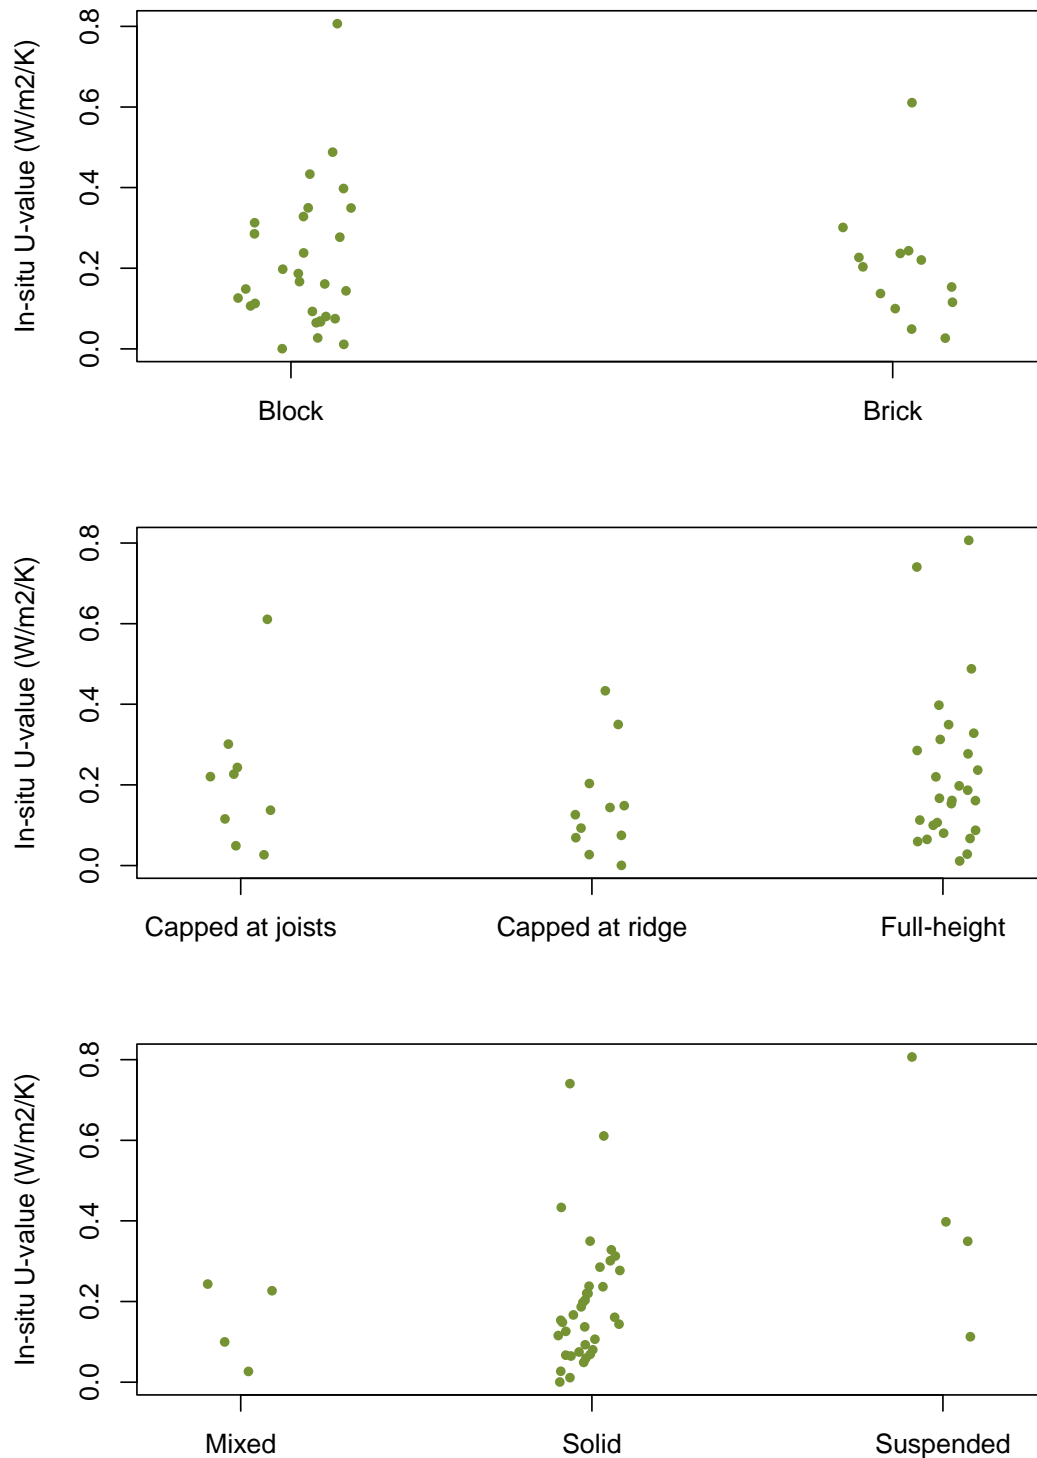 In-situ U-value (W/m2/K)
0.8
0.6
0.4
0.2
0.0
Block Brick
In-situ U-value (W/m2/K)
0.8
0.6
0.4
0.2
0.0
Capped at joists Capped at ridge Full-height
In-situ U-value (W/m2/K)
0.8
0.6
0.4
0.2
0.0
Mixed Solid Suspended